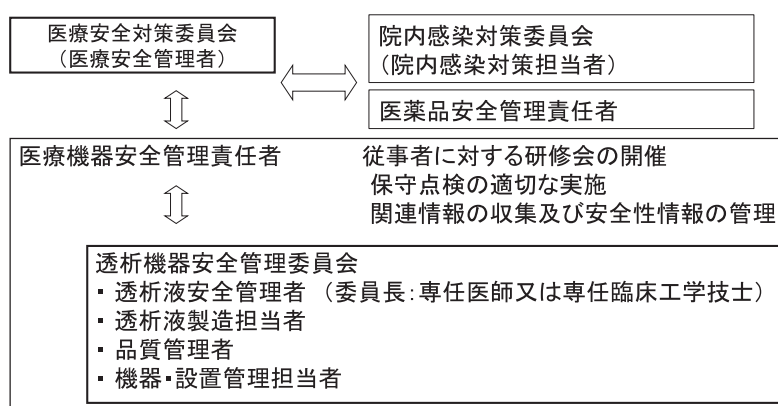 医療安全対策委員会
（医療安全管理者）
院内感染対策委員会
（院内感染対策担当者）
医薬品安全管理責任者
医療機器安全管理責任者
従事者に対する研修会の開催
保守点検の適切な実施
関連情報の収集及び安全性情報の管理
透析機器安全管理委員会
・ 透析液安全管理者 （委員長：専任医師又は専任臨床工学技士）
・ 透析液製造担当者
・ 品質管理者
・ 機器・設置管理担当者